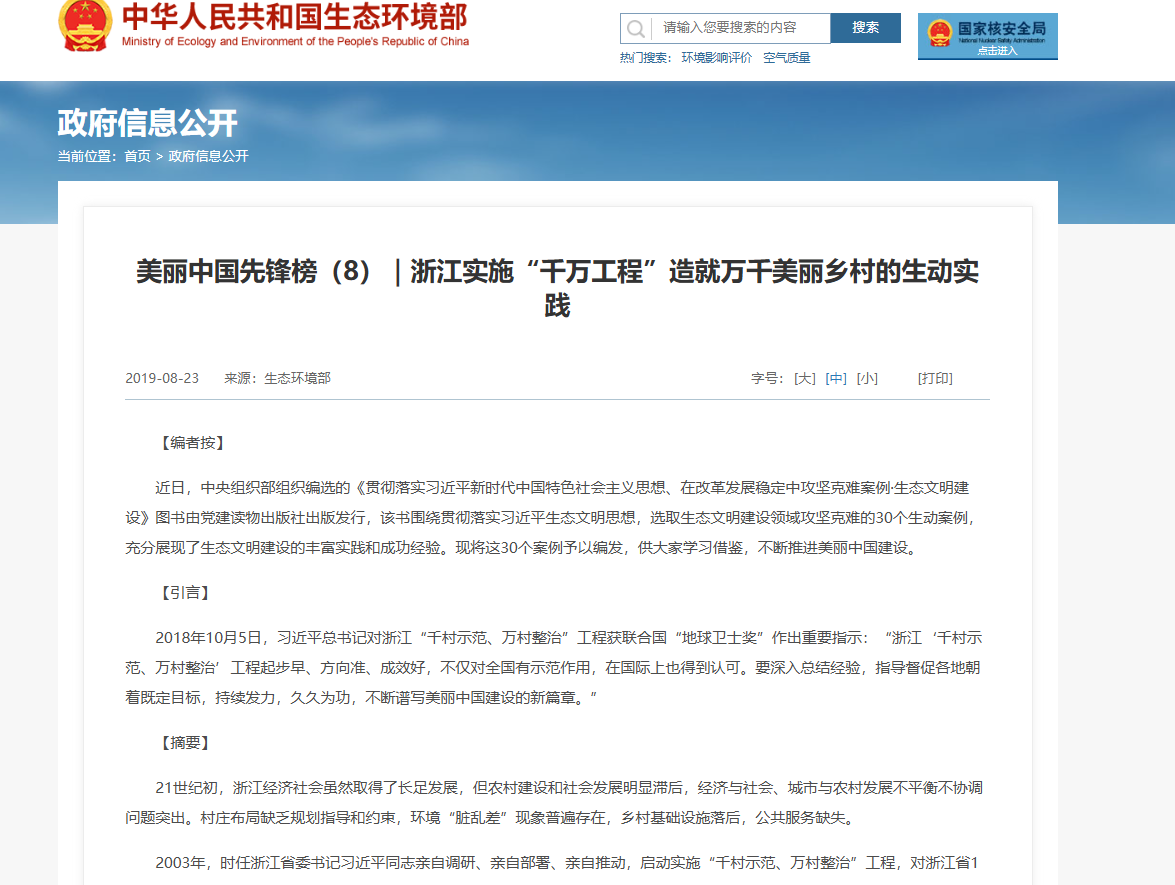 中华人民共和国生态环境部
Ministry of Ecology and Environment of the People's Republic of China
请输入您要搜索的内容
搜索
热门搜索： 环境影响评价 空气质量
国家核安全局
National Nuclear Safety Administration
点击进入
政府信息公开
当前位置：首页 > 政府信息公开
美丽中国先锋榜（8）｜浙江实施“千万工程”造就万千美丽乡村的生动实
践
2019-08-23 来源：生态环境部 字号：[大] [中] [小] [打印]
【编者按】
近日，中央组织部组织编选的《贯彻落实习近平新时代中国特色社会主义思想、在改革发展稳定中攻坚克难案例·生态文明建
设》图书由党建读物出版社出版发行，该书围绕贯彻落实习近平生态文明思想，选取生态文明建设领域攻坚克难的30个生动案例，
充分展现了生态文明建设的丰富实践和成功经验。现将这30个案例予以编发，供大家学习借鉴，不断推进美丽中国建设。
【引言】
2018年10月5日，习近平总书记对浙江“千村示范、万村整治”工程获联合国“地球卫士奖”作出重要指示：“浙江‘千村示
范、万村整治’工程起步早、方向准、成效好，不仅对全国有示范作用，在国际上也得到认可。要深入总结经验，指导督促各地朝
着既定目标，持续发力，久久为功，不断谱写美丽中国建设的新篇章。”
【摘要】
21世纪初，浙江经济社会虽然取得了长足发展，但农村建设和社会发展明显滞后，经济与社会、城市与农村发展不平衡不协调
问题突出。村庄布局缺乏规划指导和约束，环境“脏乱差”现象普遍存在，乡村基础设施落后，公共服务缺失。
2003年，时任浙江省委书记习近平同志亲自调研、亲自部署、亲自推动，启动实施“千村示范、万村整治”工程，对浙江省1